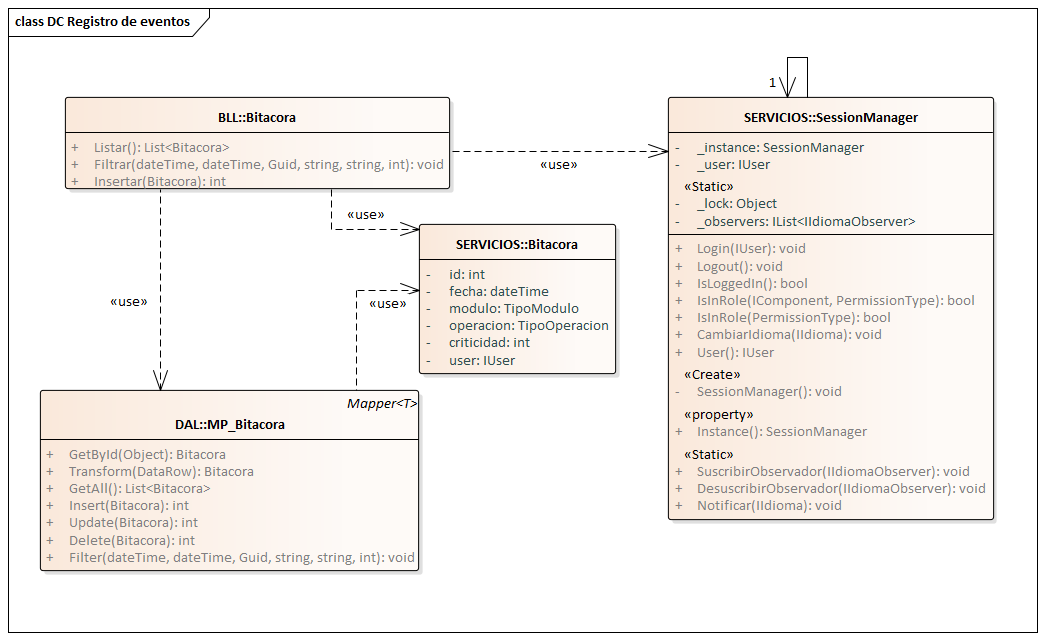 class DC Registro de eventos
BLL::Bitacora
+ Listar(): List<Bitacora>
+ Filtrar(dateTime, dateTime, Guid, string, string, int): void
+ Insertar(Bitacora): int
«use»
1
SERVICIOS::SessionManager
- _instance: SessionManager
- _user: IUser
«Static»
- _lock: Object
- _observers: IList<IIdiomaObserver>
+ Login(IUser): void
+ Logout(): void
+ IsLoggedIn(): bool
+ IsInRole(IComponent, PermissionType): bool
+ IsInRole(PermissionType): bool
+ CambiarIdioma(IIdioma): void
+ User(): IUser
«Create»
- SessionManager(): void
«property»
+ Instance(): SessionManager
«Static»
+ SuscribirObservador(IIdiomaObserver): void
+ DesuscribirObservador(IIdiomaObserver): void
+ Notificar(IIdioma): void
«use»
SERVICIOS::Bitacora
- id: int
- fecha: dateTime
- modulo: TipoModulo
- operacion: TipoOperacion
- criticidad: int
- user: IUser
«use»
«use»
Mapper<T>
DAL::MP_Bitacora
+ GetById(Object): Bitacora
+ Transform(DataRow): Bitacora
+ GetAll(): List<Bitacora>
+ Insert(Bitacora): int
+ Update(Bitacora): int
+ Delete(Bitacora): int
+ Filter(dateTime, dateTime, Guid, string, string, int): void